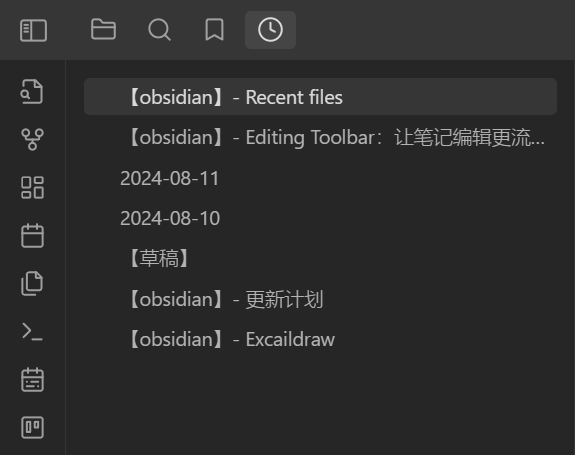 【obsidian】- Recent files
【obsidian】- Editing Toolbar：让笔记编辑更流...
2024-08-11
2024-08-10
【草稿】
【obsidian】- 更新计划
【obsidian】- Excaildraw